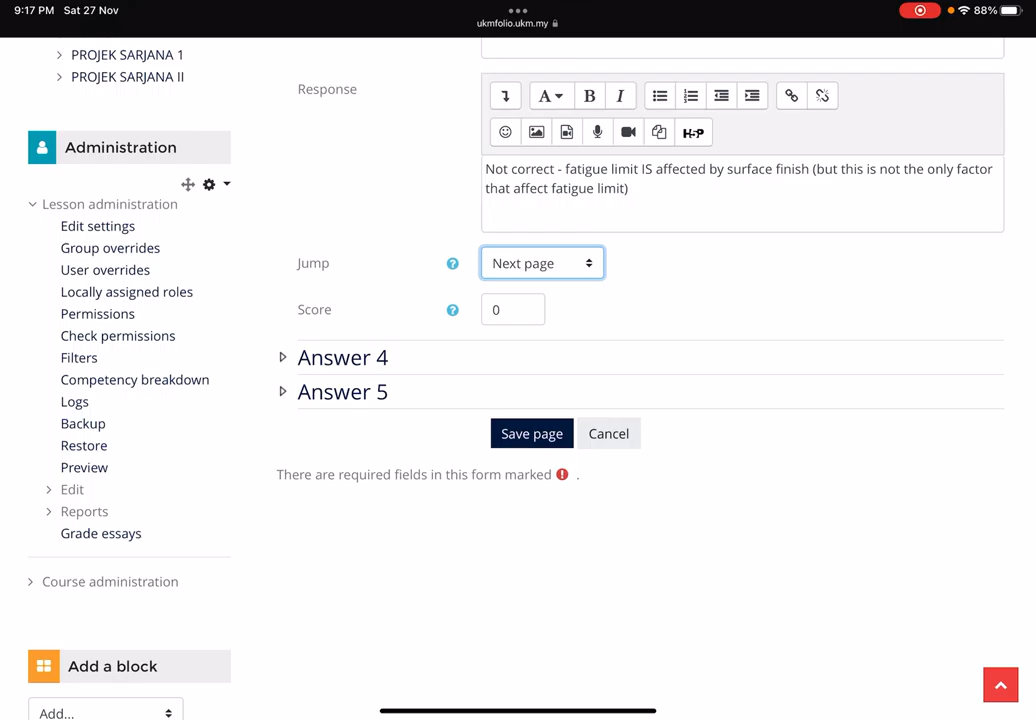 9:17 PM Sat 27 Nov
88%
ukmfolio.ukm.my
PROJEK SARJANA 1
PROJEK SARJANA II
Administration
Lesson administration
Edit settings
Group overrides
User overrides
Locally assigned roles
Permissions
Check permissions
Filters
Competency breakdown
Logs
Backup
Restore
Preview
Edit
Reports
Grade essays
Course administration
Add a block
Add...
Response
A B I
H-P
Not correct - fatigue limit IS affected by surface finish (but this is not the only factor
that affect fatigue limit)
Jump ? Next page
Score ? 0
Answer 4
Answer 5
Save page Cancel
There are required fields in this form marked ! .